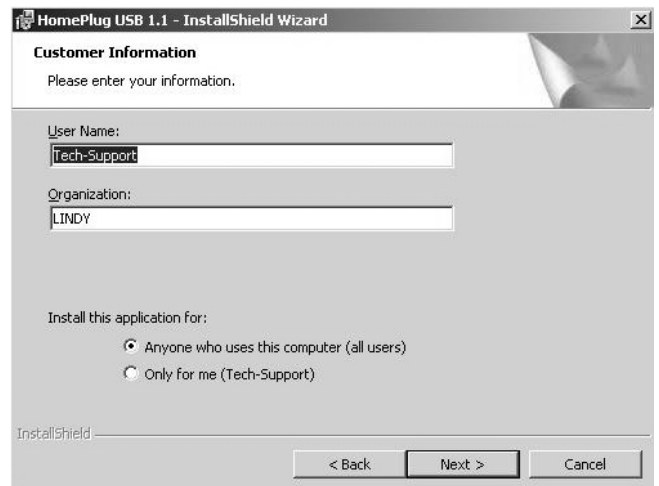 HomePlug USB 1.1 - InstallShield Wizard
Customer Information
Please enter your information.
User Name:
Tech-Support
Organization:
LINDY
Install this application for:
Anyone who uses this computer (all users)
Only for me (Tech-Support)
InstallShield
< Back Next > Cancel